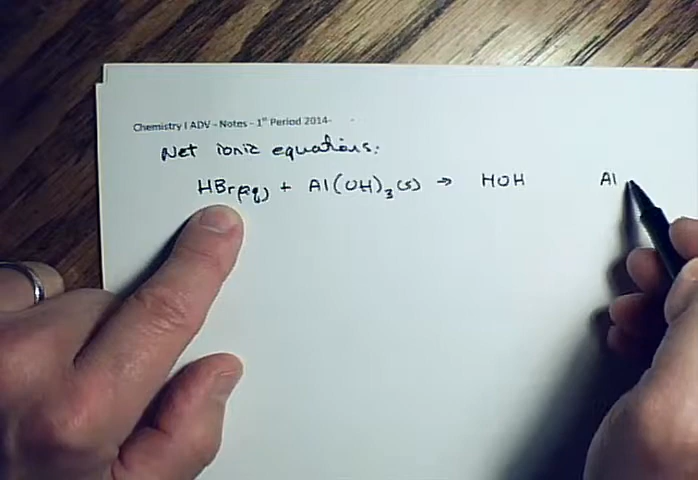 Chemistry I ADV - Notes - 1st Period 2014-
Net ionic equations:
HBr(aq) + Al(OH)3(s) → HOH Al